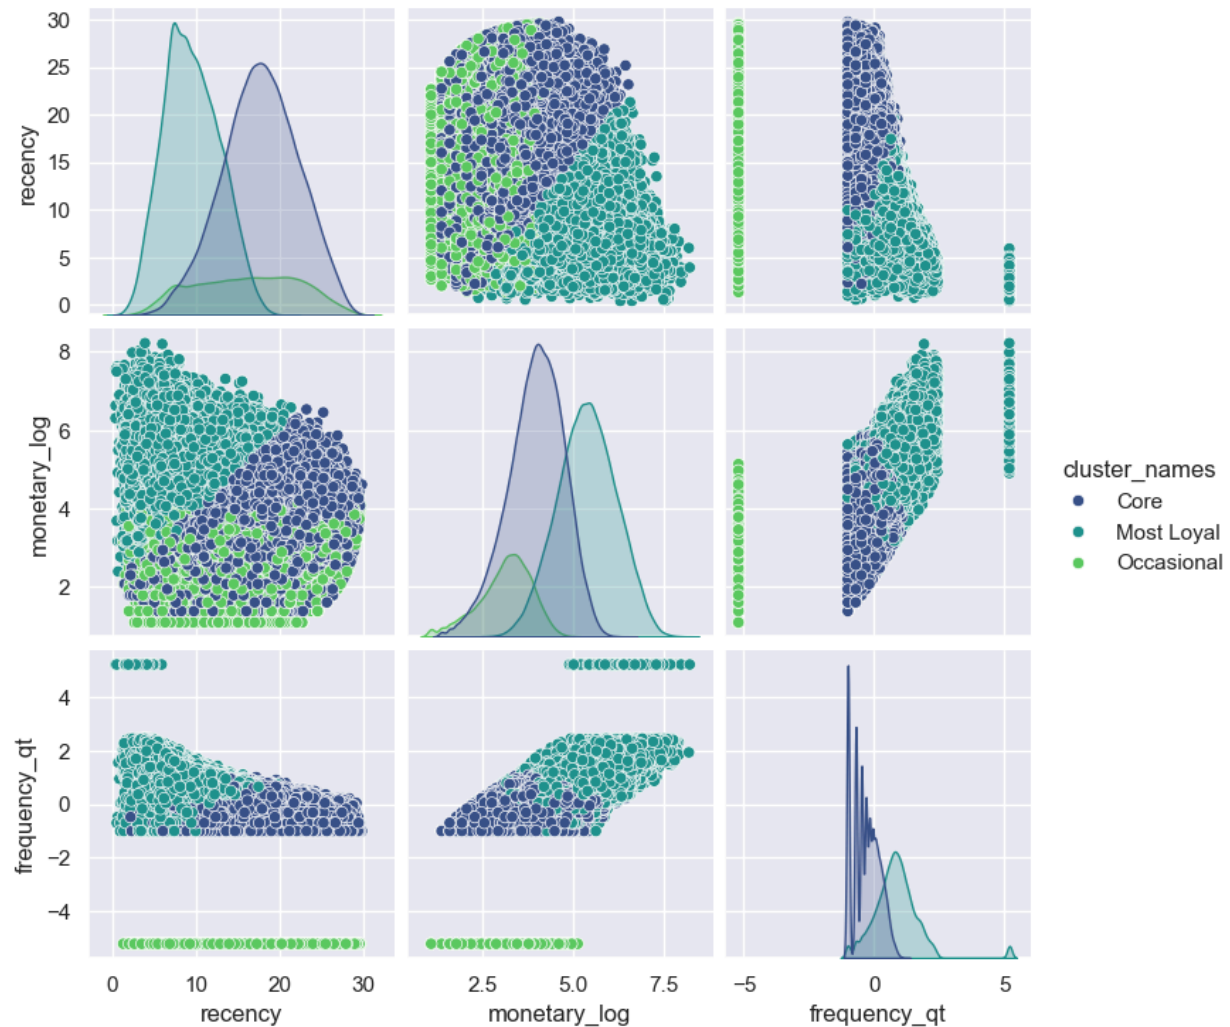 30
25
20
15
10
5
0
recency
8
6
4
2
monetary_log
4
2
0
−2
−4
frequency_qt
0 10 20 30
recency
2.5 5.0 7.5
monetary_log
−5 0 5
frequency_qt
cluster_names
Core
Most Loyal
Occasional